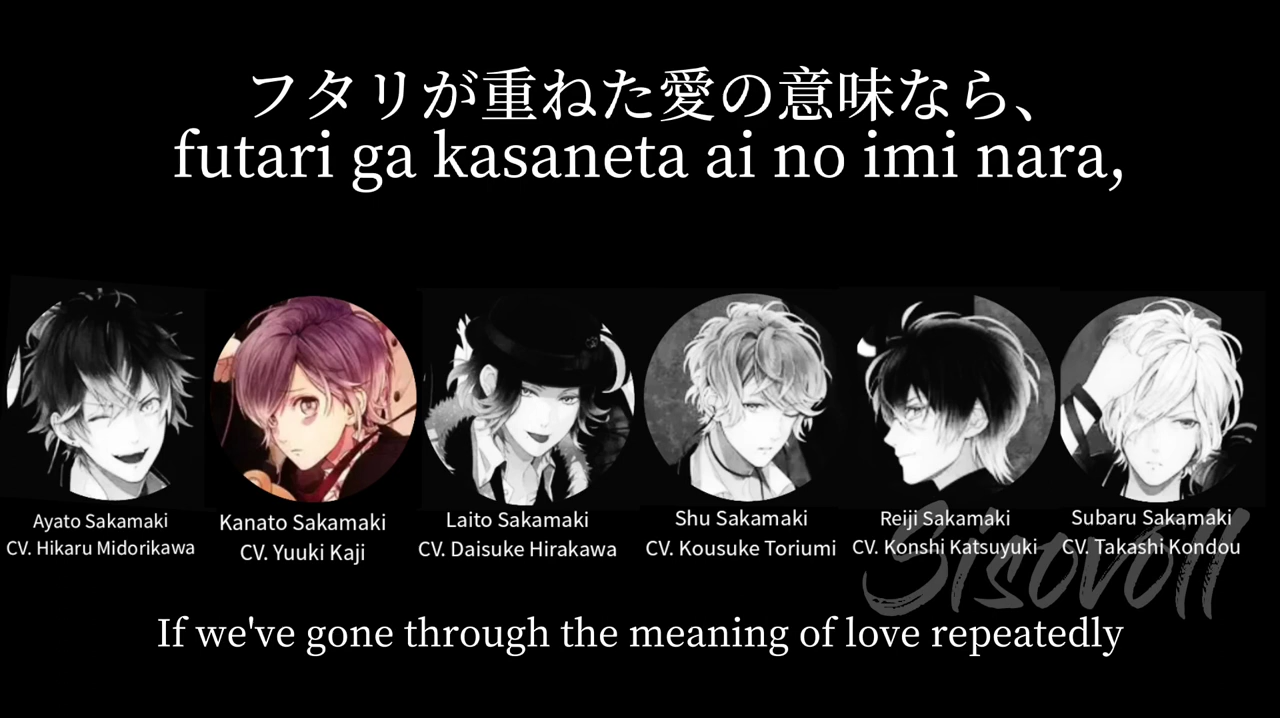 フタリが重ねた愛の意味なら、
futari ga kasaneta ai no imi nara,
Ayato Sakamaki
CV. Hikaru Midorikawa
Kanato Sakamaki
CV. Yuuki Kaji
Laito Sakamaki
CV. Daisuke Hirakawa
Shu Sakamaki
CV. Kousuke Toriumi
Reiji Sakamaki
CV. Konshi Katsuyuki
Subaru Sakamaki
CV. Takashi Kondou
Sisovoll
If we've gone through the meaning of love repeatedly